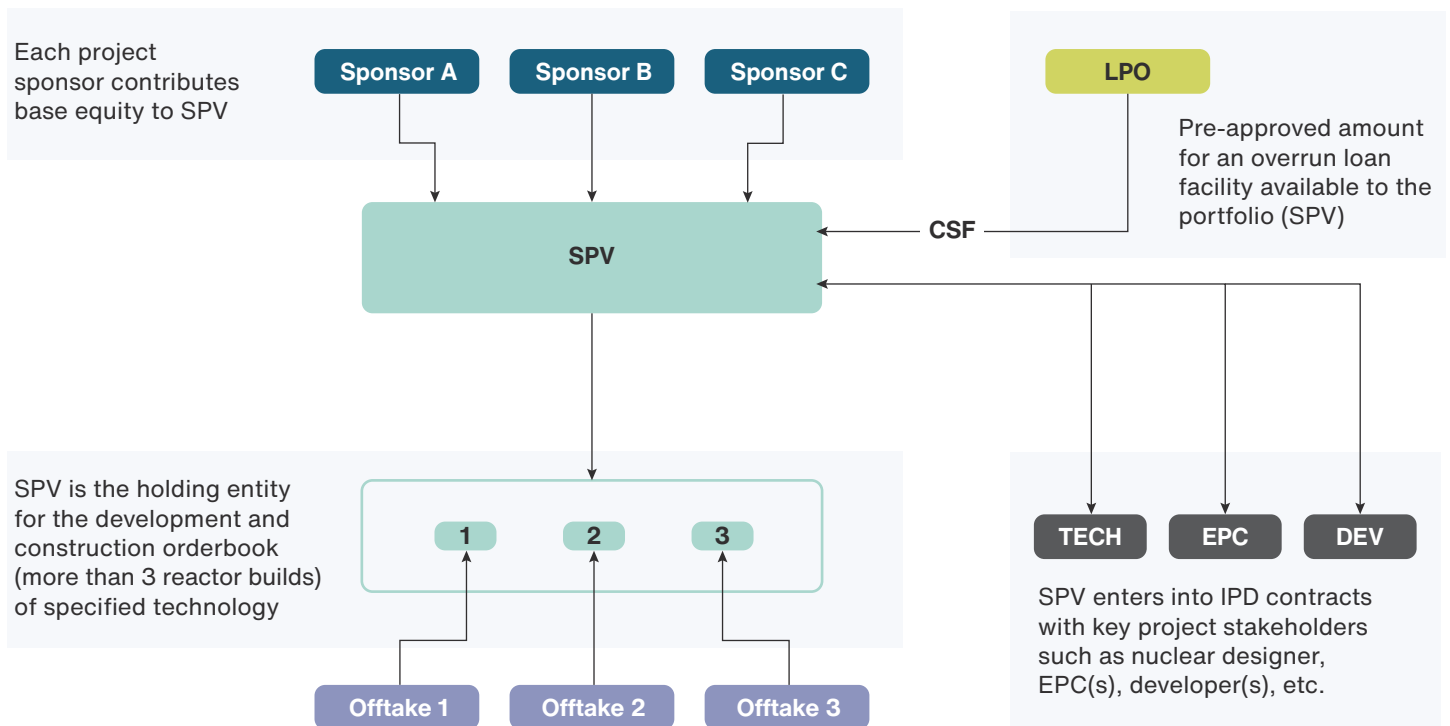 Each project
sponsor contributes
base equity to SPV
Sponsor A
Sponsor B
Sponsor C
LPO
Pre-approved amount
for an overrun loan
facility available to the
portfolio (SPV)
CSF
SPV
SPV is the holding entity
for the development and
construction orderbook
(more than 3 reactor builds)
of specified technology
1
2
3
TECH
EPC
DEV
SPV enters into IPD contracts
with key project stakeholders
such as nuclear designer,
EPC(s), developer(s), etc.
Offtake 1
Offtake 2
Offtake 3